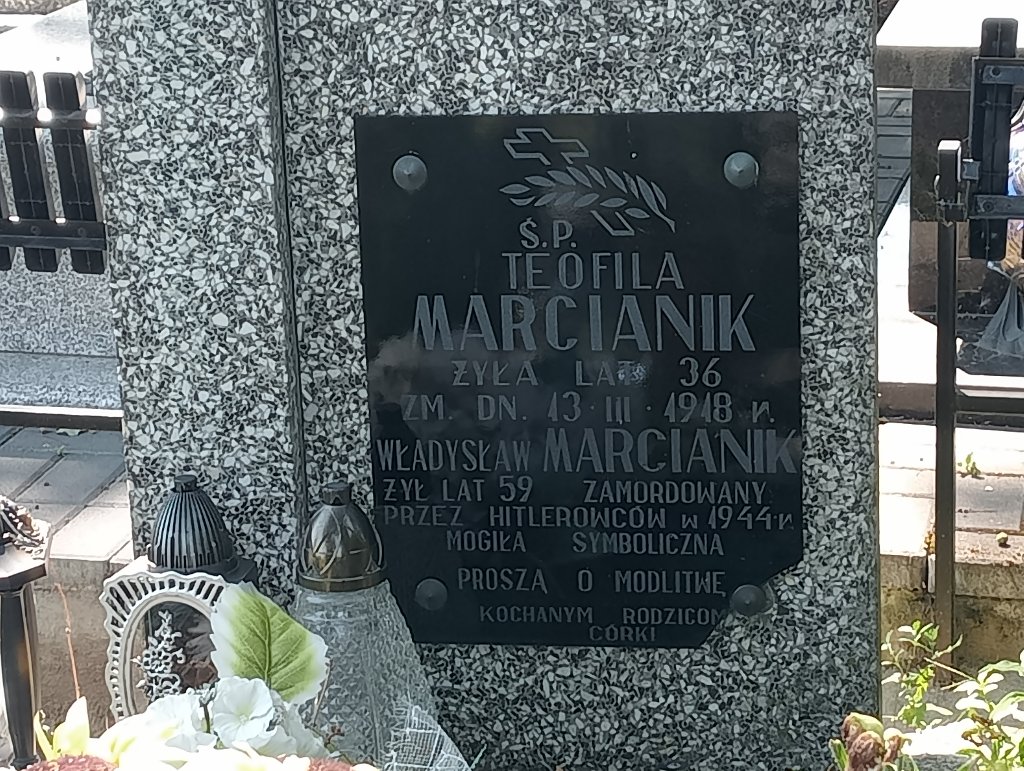 Ś.P.
TEOFILA
MARCIANIK
ŻYŁA LAT 36
ZM. DN. 13·III·1918 r.
WŁADYSŁAW MARCIANIK
ŻYŁ LAT 59 ZAMORDOWANY
PRZEZ HITLEROWCÓW w 1944 r.
MOGIŁA SYMBOLICZNA
PROSZĄ O MODLITWĘ
KOCHANYM RODZICOM
CÓRKI